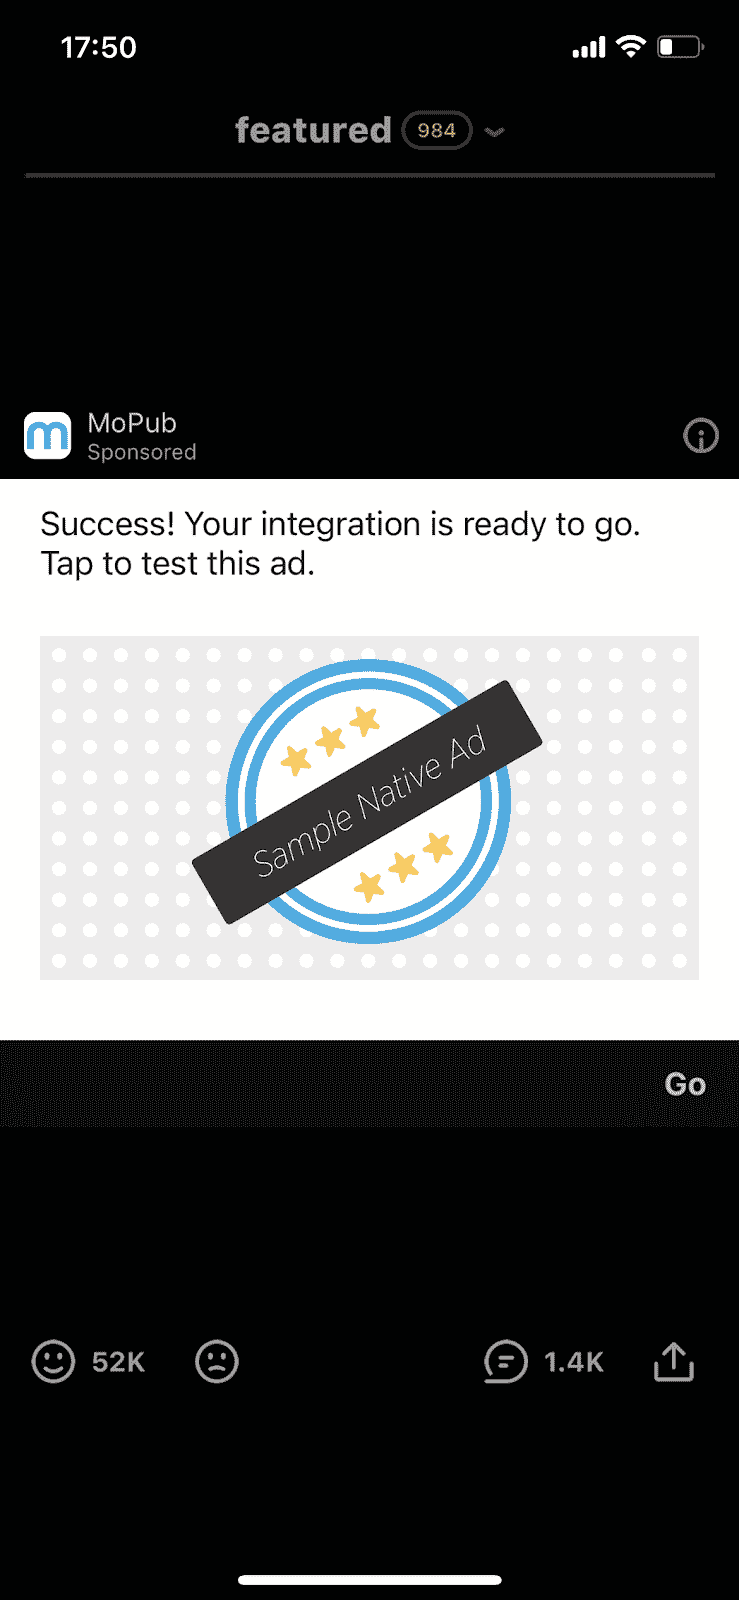 17:50
featured 984
m
MoPub
Sponsored
Success! Your integration is ready to go.
Tap to test this ad.
Sample Native Ad
Go
52K 1.4K